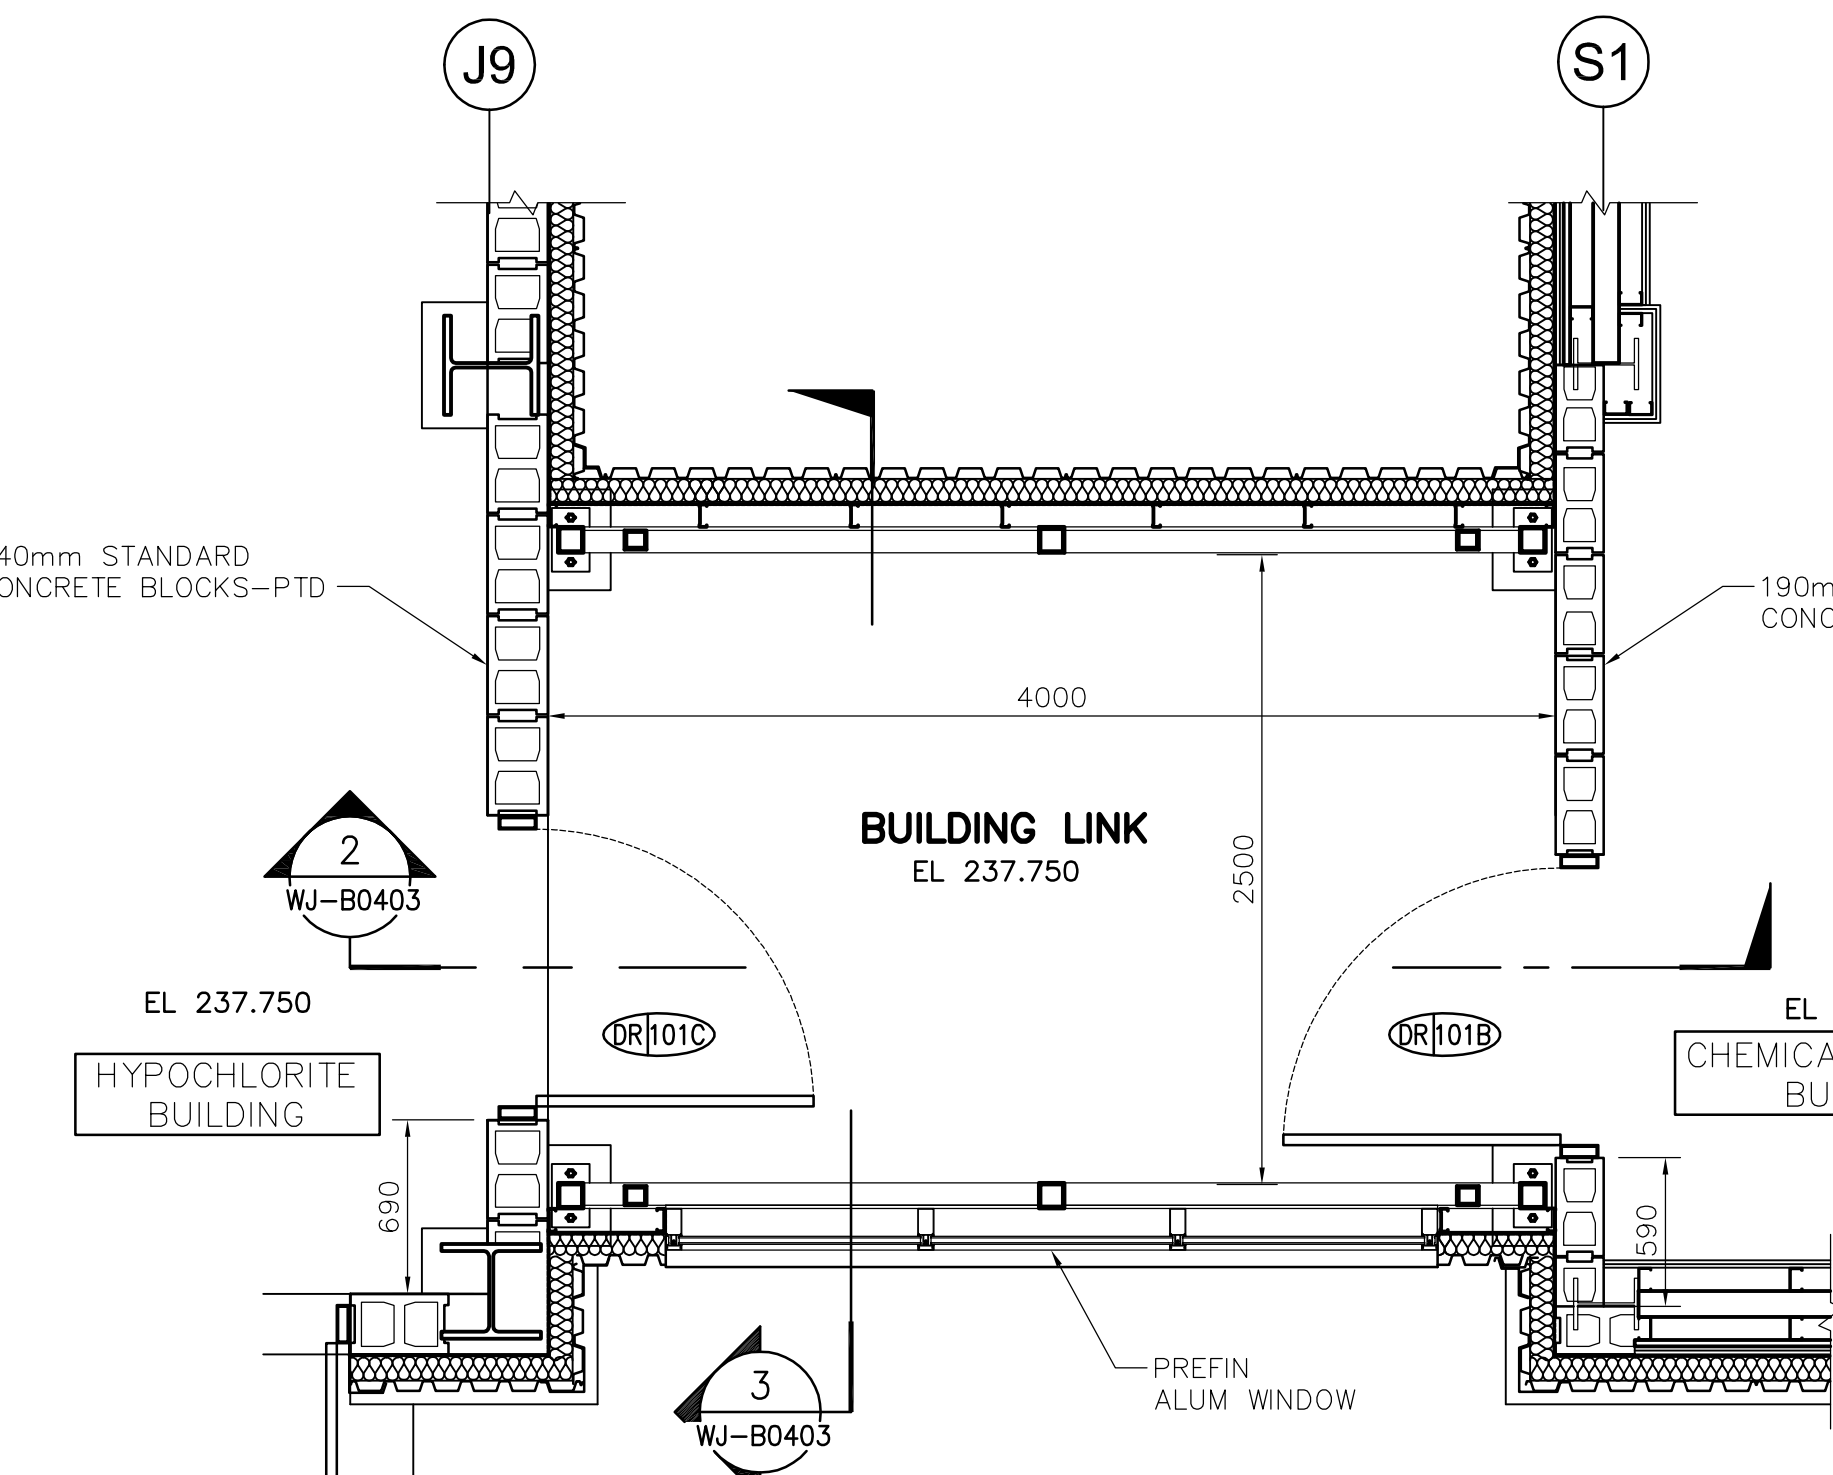 J9
S1
40mm STANDARD
ONCRETE BLOCKS-PTD
190m
CONC
4000
BUILDING LINK
EL 237.750
2500
2
WJ-B0403
EL 237.750
HYPOCHLORITE
BUILDING
DR 101C
DR 101B
EL
CHEMICA
BU
690
590
PREFIN
ALUM WINDOW
3
WJ-B0403